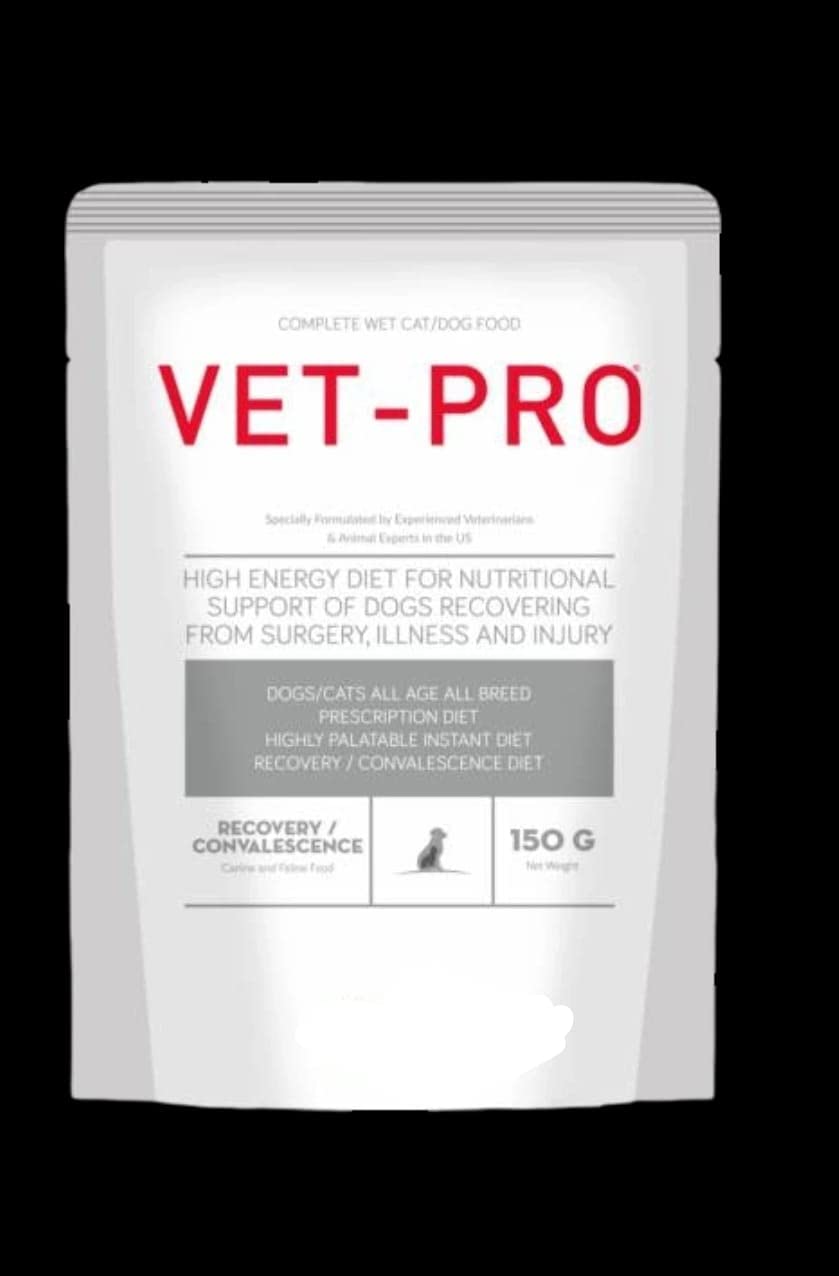 COMPLETE WET CAT/DOG FOOD
VET-PRO®
Specially Formulated by Experienced Veterinarians
& Animal Experts in the US
HIGH ENERGY DIET FOR NUTRITIONAL
SUPPORT OF DOGS RECOVERING
FROM SURGERY, ILLNESS AND INJURY
DOGS/CATS ALL AGE ALL BREED
PRESCRIPTION DIET
HIGHLY PALATABLE INSTANT DIET
RECOVERY / CONVALESCENCE DIET
RECOVERY /
CONVALESCENCE
Canine and Feline Food
150 G
Net Weight